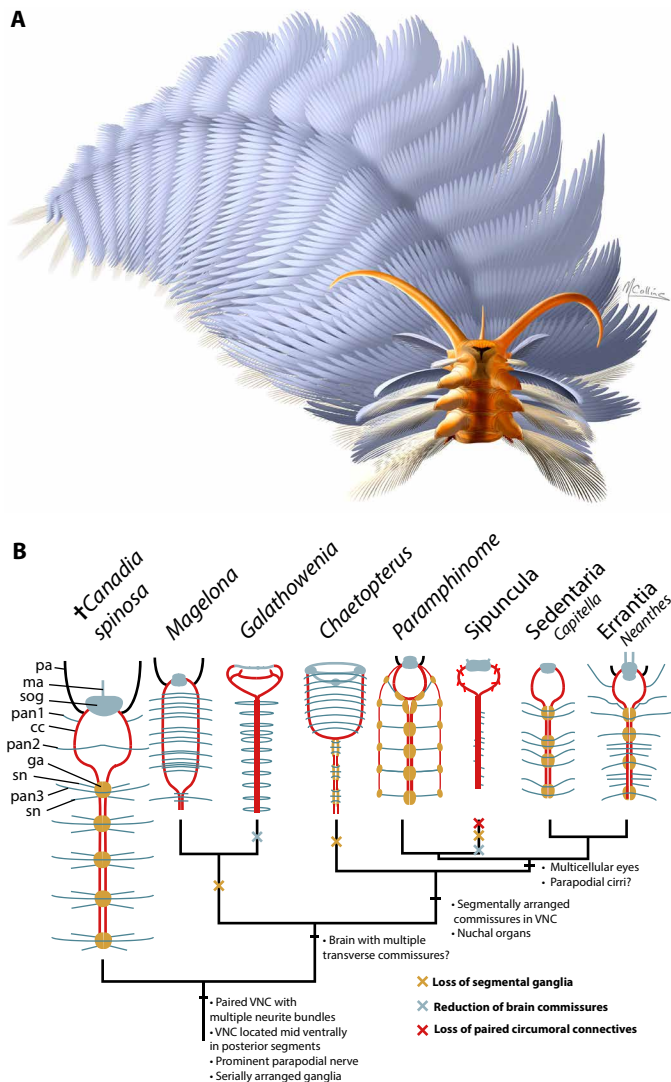 A
MCollins
B
†Canadia
spinosa
Magelona
Galathowenia
Chaetopterus
Paramphinome
Sipuncula
Sedentaria
Capitella
Errantia
Neanthes
pa
ma
sog
pan1
cc
pan2
ga
sn
pan3
sn
• Multicellular eyes
• Parapodial cirri?
• Segmentally arranged
commissures in VNC
• Nuchal organs
• Brain with multiple
transverse commissures?
• Paired VNC with
multiple neurite bundles
• VNC located mid ventrally
in posterior segments
• Prominent parapodial nerve
• Serially arranged ganglia
Loss of segmental ganglia
Reduction of brain commissures
Loss of paired circumoral connectives